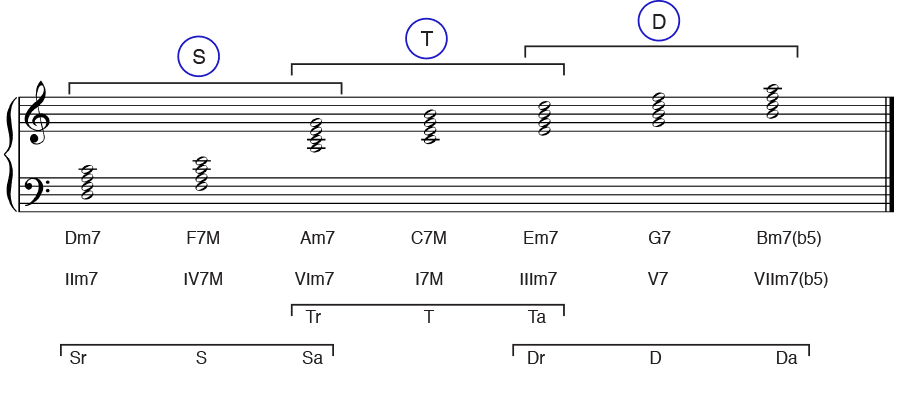 D
T
S
Dm7 F7M Am7 C7M Em7 G7 Bm7(b5)
IIm7 IV7M VIm7 I7M IIIm7 V7 VIIm7(b5)
Tr T Ta
Sr S Sa Dr D Da